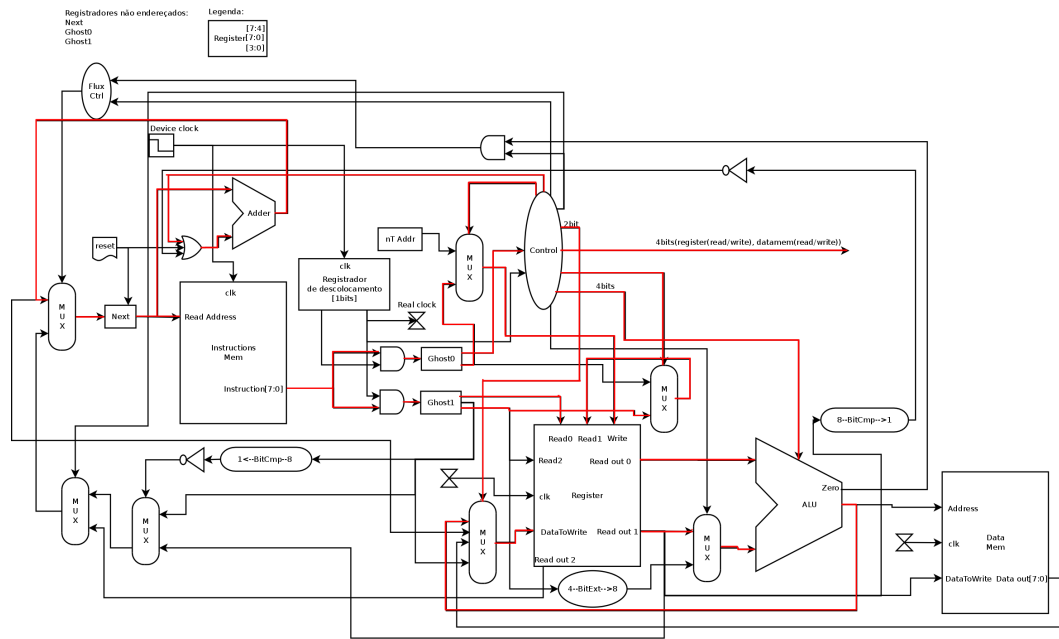 Registradores não endereçados:
Next
Ghost0
Ghost1
Legenda:
[7:4]
Register[7:0]
[3:0]
Flux
Ctrl
Device clock
Adder
reset
nT Addr
M
U
X
Control
2bit
4bits(register(read/write), datamem(read/write))
4bits
clk
Registrador
de descolocamento
[1bits]
Real clock
M
U
X
Next
clk
Read Address
Instructions
Mem
Instruction[7:0]
Ghost0
Ghost1
M
U
X
8--BitCmp-->1
Read0 Read1 Write
Read2
Read out 0
clk
Register
DataToWrite
Read out 1
Read out 2
1<--BitCmp--8
M
U
X
M
U
X
M
U
X
M
U
X
4--BitExt-->8
Zero
ALU
Address
clk
Data
Mem
DataToWrite
Data out[7:0]